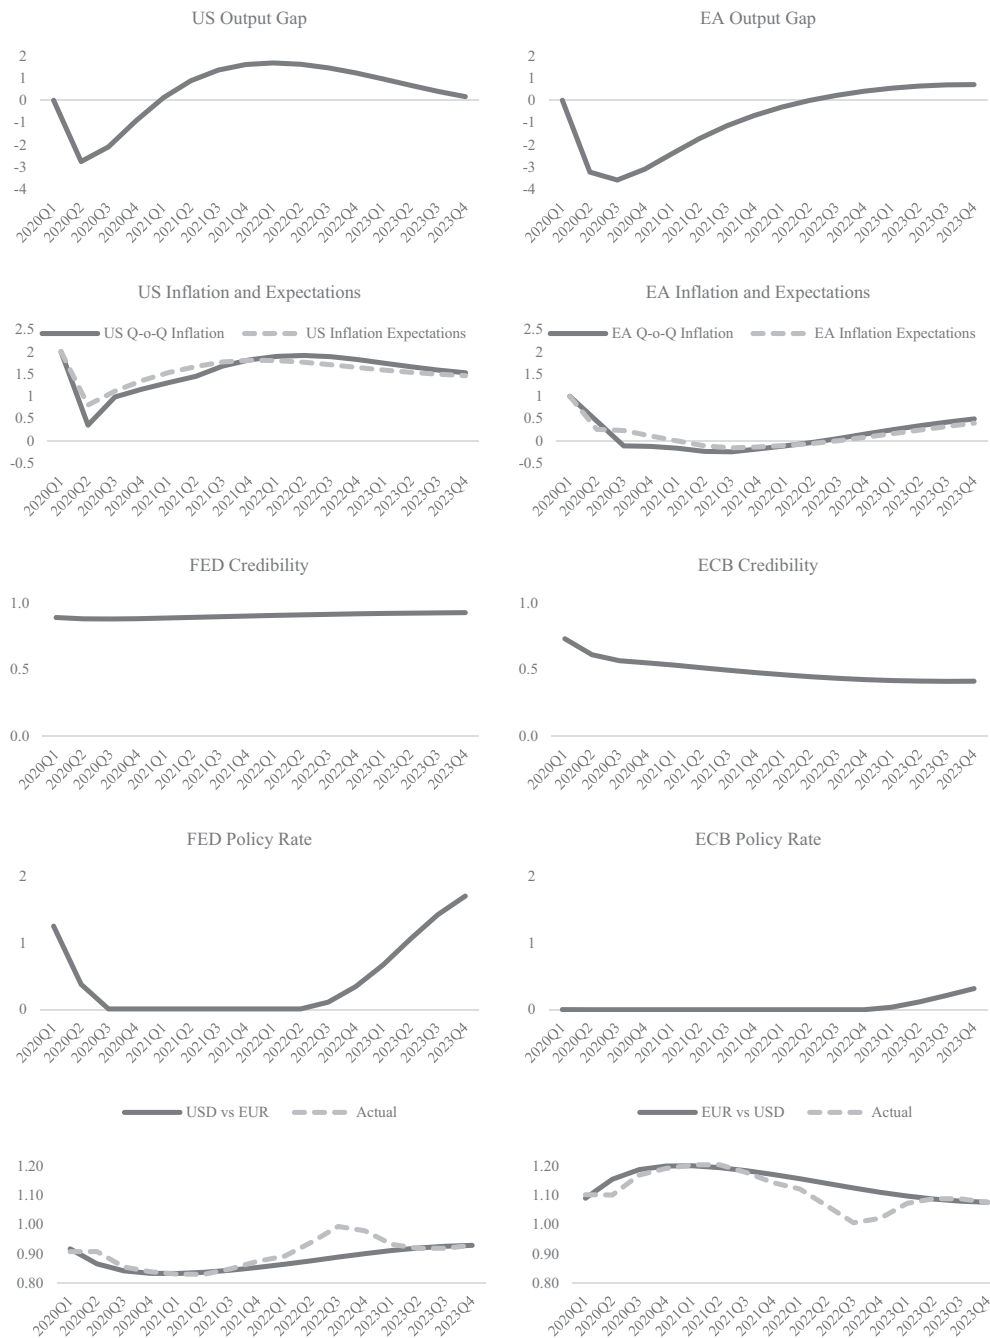 US Output Gap
2
1
0
-1
-2
-3
-4
2020Q1 2020Q2 2020Q3 2020Q4 2021Q1 2021Q2 2021Q3 2021Q4 2022Q1 2022Q2 2022Q3 2022Q4 2023Q1 2023Q2 2023Q3 2023Q4
EA Output Gap
2
1
0
-1
-2
-3
-4
2020Q1 2020Q2 2020Q3 2020Q4 2021Q1 2021Q2 2021Q3 2021Q4 2022Q1 2022Q2 2022Q3 2022Q4 2023Q1 2023Q2 2023Q3 2023Q4
US Inflation and Expectations
US Q-o-Q Inflation US Inflation Expectations
2.5
2
1.5
1
0.5
0
-0.5
2020Q1 2020Q2 2020Q3 2020Q4 2021Q1 2021Q2 2021Q3 2021Q4 2022Q1 2022Q2 2022Q3 2022Q4 2023Q1 2023Q2 2023Q3 2023Q4
EA Inflation and Expectations
EA Q-o-Q Inflation EA Inflation Expectations
2.5
2
1.5
1
0.5
0
-0.5
2020Q1 2020Q2 2020Q3 2020Q4 2021Q1 2021Q2 2021Q3 2021Q4 2022Q1 2022Q2 2022Q3 2022Q4 2023Q1 2023Q2 2023Q3 2023Q4
FED Credibility
1.0
0.5
0.0
2020Q1 2020Q2 2020Q3 2020Q4 2021Q1 2021Q2 2021Q3 2021Q4 2022Q1 2022Q2 2022Q3 2022Q4 2023Q1 2023Q2 2023Q3 2023Q4
ECB Credibility
1.0
0.5
0.0
2020Q1 2020Q2 2020Q3 2020Q4 2021Q1 2021Q2 2021Q3 2021Q4 2022Q1 2022Q2 2022Q3 2022Q4 2023Q1 2023Q2 2023Q3 2023Q4
FED Policy Rate
2
1
0
2020Q1 2020Q2 2020Q3 2020Q4 2021Q1 2021Q2 2021Q3 2021Q4 2022Q1 2022Q2 2022Q3 2022Q4 2023Q1 2023Q2 2023Q3 2023Q4
ECB Policy Rate
2
1
0
2020Q1 2020Q2 2020Q3 2020Q4 2021Q1 2021Q2 2021Q3 2021Q4 2022Q1 2022Q2 2022Q3 2022Q4 2023Q1 2023Q2 2023Q3 2023Q4
USD vs EUR Actual
1.20
1.10
1.00
0.90
0.80
2020Q1 2020Q2 2020Q3 2020Q4 2021Q1 2021Q2 2021Q3 2021Q4 2022Q1 2022Q2 2022Q3 2022Q4 2023Q1 2023Q2 2023Q3 2023Q4
EUR vs USD Actual
1.20
1.10
1.00
0.90
0.80
2020Q1 2020Q2 2020Q3 2020Q4 2021Q1 2021Q2 2021Q3 2021Q4 2022Q1 2022Q2 2022Q3 2022Q4 2023Q1 2023Q2 2023Q3 2023Q4